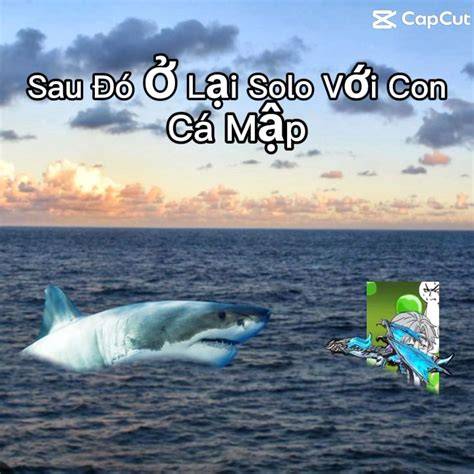 CapCut
Sau Đó Ở Lại Solo Với Con
Cá Mập